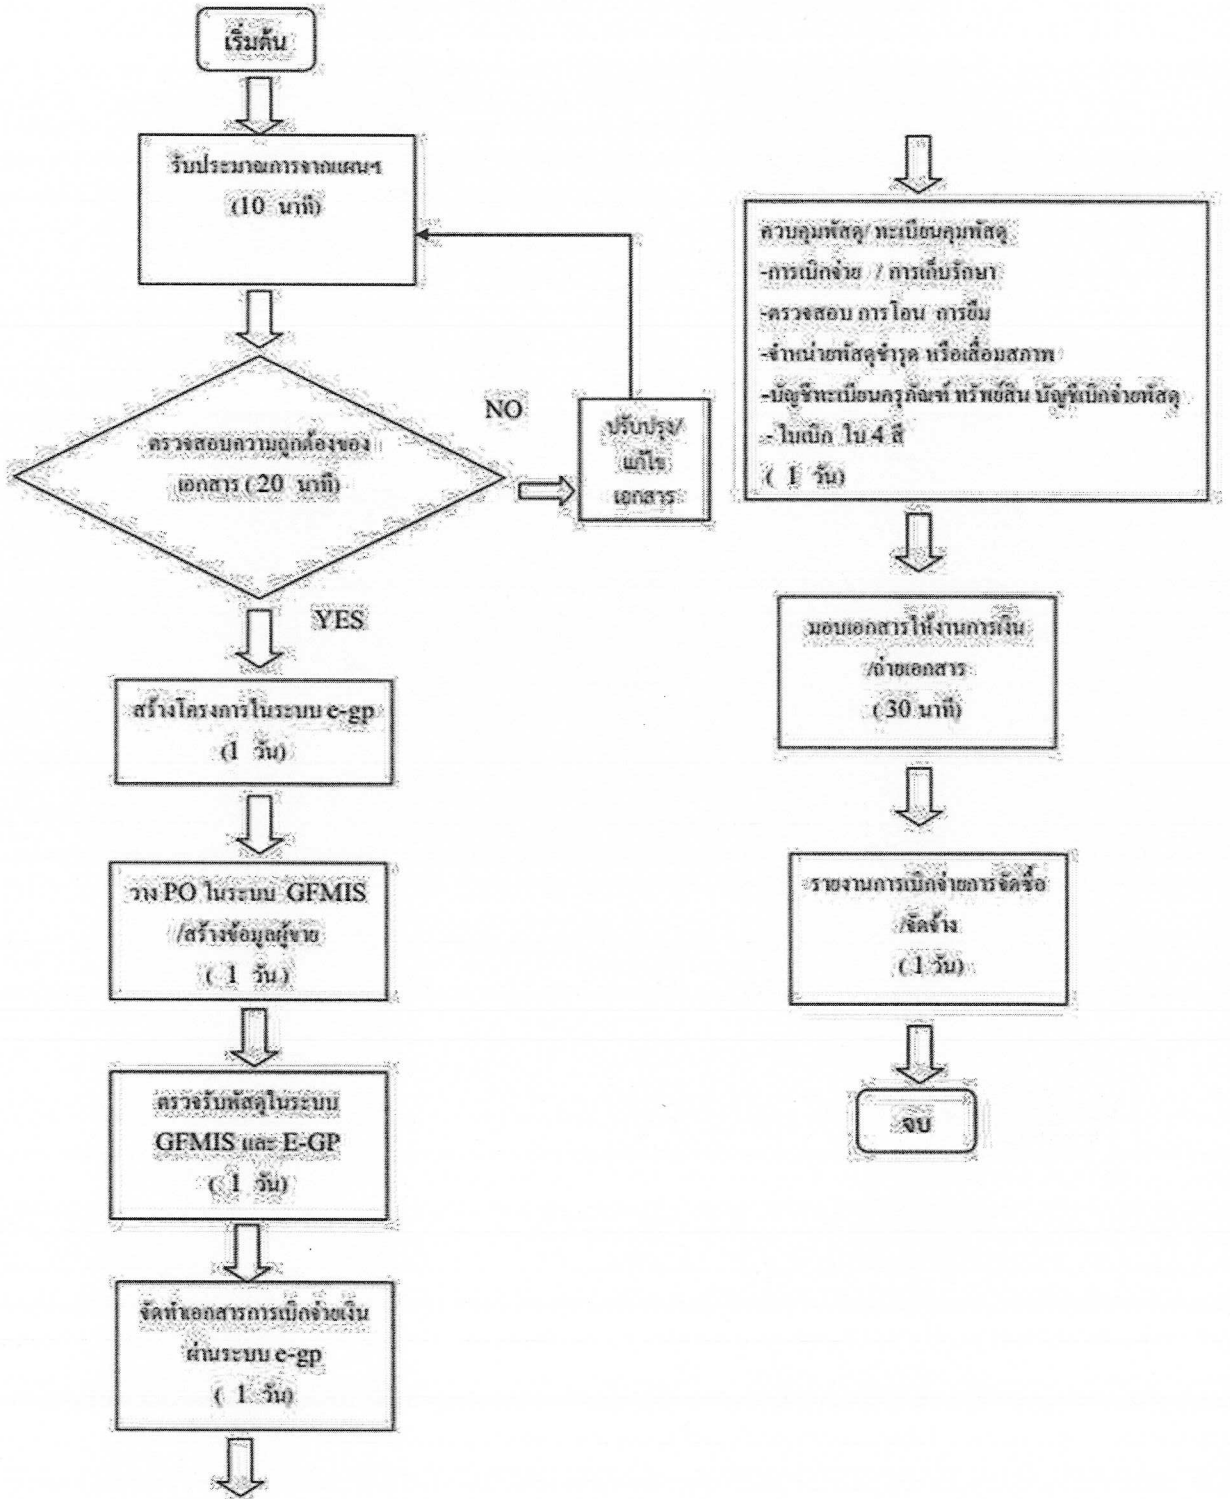 เริ่มต้น
รับประมาณการจากแผนฯ
(10 นาที)
ตรวจสอบความถูกต้องของ
เอกสาร ( 20 นาที)
NO
ปรับปรุง/
แก้ไข
เอกสาร
YES
สร้างโครงการในระบบ e-gp
(1 วัน)
วาง PO ในระบบ GFMIS
/สร้างข้อมูลผู้ขาย
( 1 วัน )
ตรวจรับพัสดุในระบบ
GFMIS และ E-GP
( 1 วัน)
จัดทำเอกสารการเบิกจ่ายเงิน
ผ่านระบบ e-gp
( 1 วัน)
ควบคุมพัสดุ/ ทะเบียนคุมพัสดุ
-การเบิกจ่าย / การเก็บรักษา
-ตรวจสอบ การโอน การยืม
-จำหน่ายพัสดุชำรุด หรือเสื่อมสภาพ
-บัญชีทะเบียนครุภัณฑ์ ทรัพย์สิน บัญชีเบิกจ่ายพัสดุ
- ใบเบิก ใบ 4 สี
( 1 วัน)
มอบเอกสารให้งานการเงิน
/ถ่ายเอกสาร
( 30 นาที)
รายงานการเบิกจ่ายการจัดซื้อ
/จัดจ้าง
( 1 วัน)
จบ